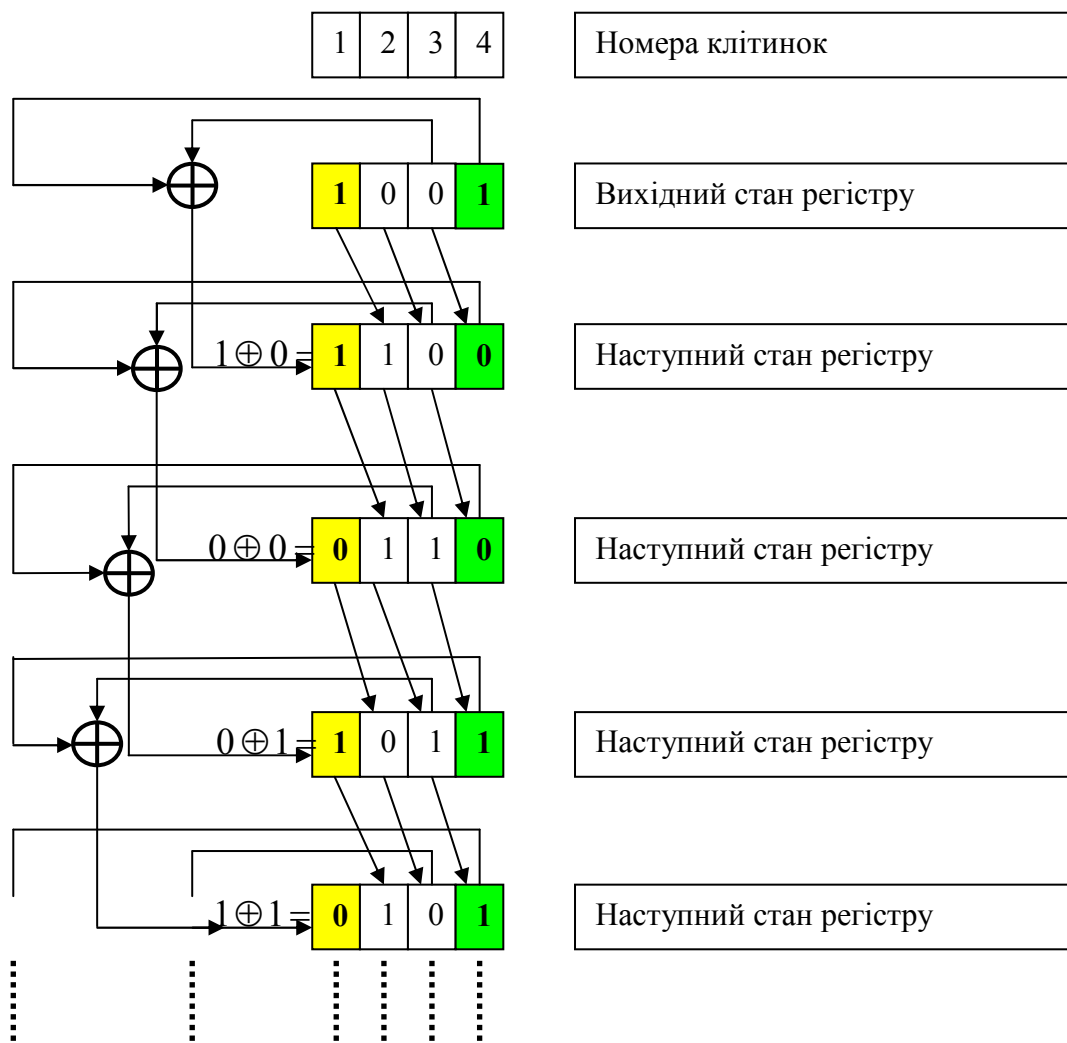 1 2 3 4 Номера клітинок
1 0 0 1 Вихідний стан регістру
1⊕0= 1 1 0 0 Наступний стан регістру
0⊕0= 0 1 1 0 Наступний стан регістру
0⊕1= 1 0 1 1 Наступний стан регістру
1⊕1= 0 1 0 1 Наступний стан регістру